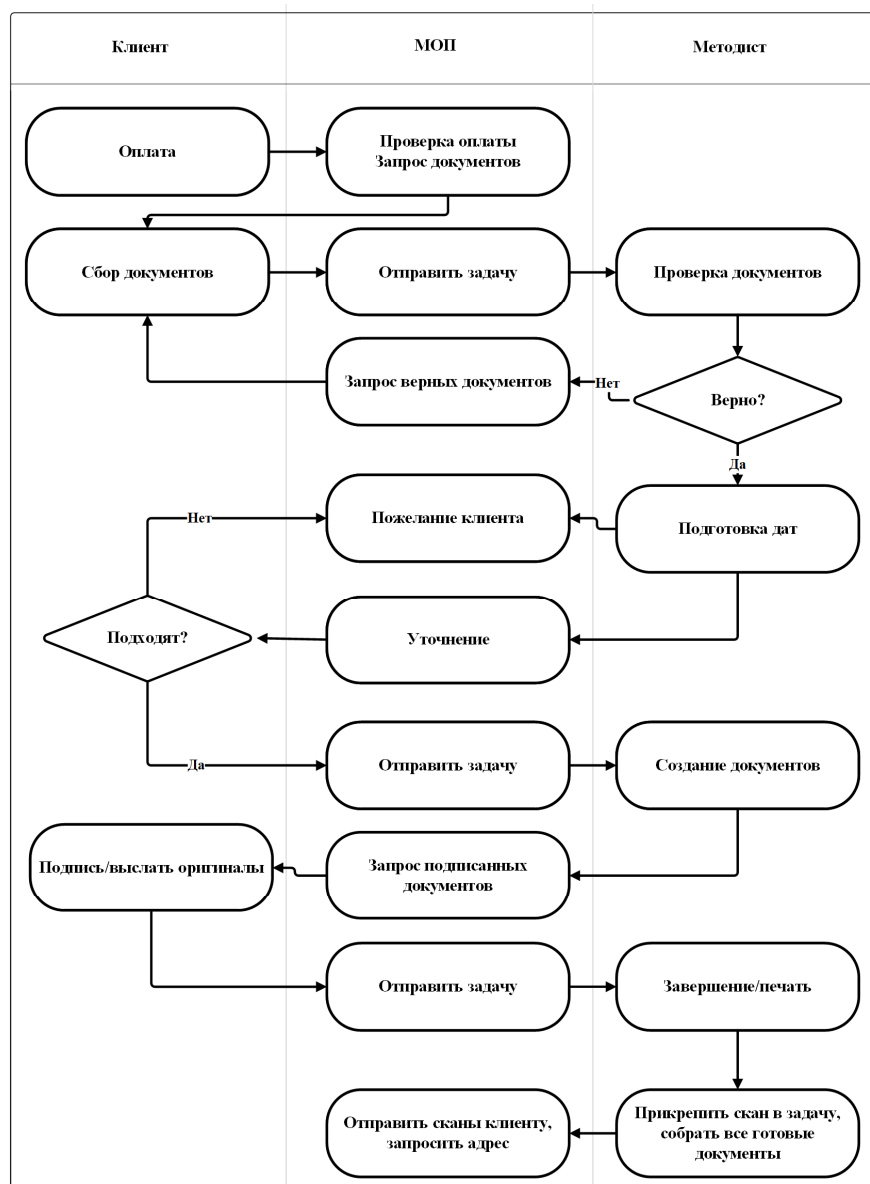 Клиент
МОП
Методист
Оплата
Проверка оплаты
Запрос документов
Сбор документов
Отправить задачу
Проверка документов
Запрос верных документов
Нет
Верно?
Да
Нет
Пожелание клиента
Подготовка дат
Подходят?
Уточнение
Да
Отправить задачу
Создание документов
Подпись/выслать оригиналы
Запрос подписанных
документов
Отправить задачу
Завершение/печать
Отправить сканы клиенту,
запросить адрес
Прикрепить скан в задачу,
собрать все готовые
документы